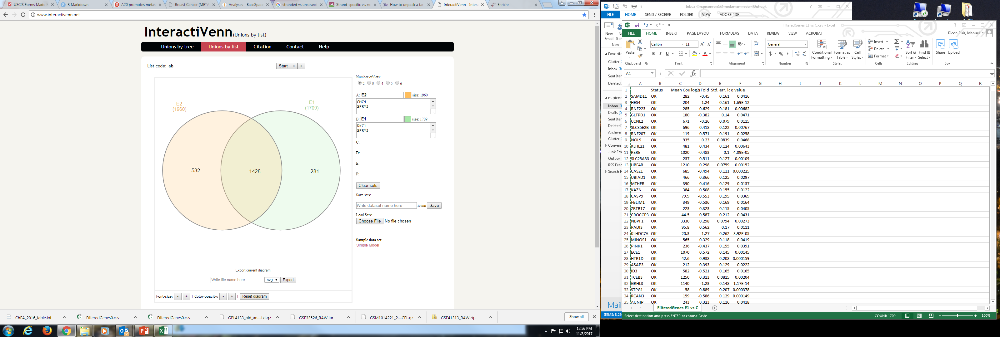 USCIS Forms Made E
R Markdown
A20 promotes metas
Breast Cancer (META
Analyses - BaseSpace
stranded vs unstrand
Strand-specific vs. no
How to unpack a tar
InteractiVenn - Intera
Enrichr
www.interactivenn.net
InteractiVenn(Unions by list)
Unions by tree Unions by list Citation Contact Help
List code: ab Start < >
E2
(1960)
E1
(1709)
532
1428
281
Export current diagram:
Write file name here .svg Export
Font-size: - + | Color-opacity: - + | Reset diagram
Number of Sets:
2 3 4 5 6
A: E2 size: 1960
CMC4
SPRY3
B: E1 size: 1709
DKC1
SPRY3
C:
D:
E:
F:
Clear sets
Save sets:
Write dataset name here .ivenn Save
Load Sets:
Choose File No file chosen
Sample data set:
Simple Model
ChEA_2016_table.txt
FilteredGenes0.csv
FilteredGenes0.csv
GPL4133_old_an....txt.gz
GSE33526_RAW.tar
GSM1014221_2....CEL.gz
GSE41313_RAW.zip
Show all
12:56 PM
11/8/2017
Inbox - m.piconruiz1@med.miami.edu - Outlook
FILE HOME SEND / RECEIVE FOLDER VIEW ADOBE PDF
New
Email
New
Favorite
Clutter
Inbox
Sent Iter
Deleted
m.picon
Inbox 3
Drafts [5
Sent Iter
Deleted
Archive
Clutter
Convers
Junk Em
Outbox
RSS Feed
Search F
Mail
ITEMS: 8,28
FilteredGenes E1 vs C.csv - Excel
FILE HOME INSERT PAGE LAYOUT FORMULAS DATA REVIEW VIEW ACROBAT
Picon Ruiz, Manuel
Paste
Calibri 11
B I U
General
$ % ,
Conditional Formatting
Format as Table
Cell Styles
Insert
Delete
Format
Sort & Filter
Find & Select
Share
Upload
Clipboard Font Alignment Number Styles Cells Editing Box
A1 fx
A B C D E F G H I J K L M N O P Q R
1 Status Mean Cou log2(Fold Std. err. lo q value
2 SAMD11 OK 282 -0.45 0.161 0.0416
3 HES4 OK 204 1.24 0.161 1.69E-12
4 RNF223 OK 285 0.629 0.181 0.00682
5 GLTPD1 OK 180 -0.382 0.14 0.0471
6 CCNL2 OK 671 -0.26 0.079 0.0115
7 SLC35E2B OK 696 0.418 0.122 0.00767
8 RNF207 OK 119 -0.571 0.191 0.0258
9 NOL9 OK 935 0.23 0.0839 0.0468
10 KLHL21 OK 481 0.434 0.124 0.00643
11 RERE OK 1020 -0.483 0.1 4.09E-05
12 SLC25A33 OK 237 0.511 0.127 0.00109
13 UBE4B OK 1210 0.298 0.0759 0.00152
14 CASZ1 OK 685 -0.494 0.111 0.000225
15 UBIAD1 OK 466 0.366 0.125 0.0297
16 MTHFR OK 390 -0.416 0.129 0.0137
17 KAZN OK 384 0.508 0.155 0.0122
18 CASP9 OK 79.9 -0.553 0.195 0.0369
19 FBLIM1 OK 349 -0.536 0.169 0.0164
20 ZBTB17 OK 223 -0.323 0.115 0.0405
21 CROCCP3 OK 44.5 -0.587 0.212 0.0431
22 NBPF1 OK 3330 0.298 0.0794 0.00273
23 PADI3 OK 95.8 0.562 0.17 0.0111
24 KLHDC7A OK 20.3 -1.27 0.262 3.92E-05
25 MINOS1 OK 565 0.329 0.118 0.0419
26 PINK1 OK 236 -0.437 0.155 0.0391
27 ECE1 OK 1070 0.572 0.145 0.00145
28 HTR1D OK 42.6 -0.938 0.208 0.000159
29 ASAP3 OK 212 -0.393 0.129 0.0222
30 ID3 OK 582 -0.521 0.165 0.0165
31 TCEB3 OK 1250 0.313 0.0815 0.00204
32 GRHL3 OK 1140 -1.23 0.148 1.17E-14
33 STPG1 OK 58 -0.889 0.207 0.000378
34 RCAN3 OK 159 -0.586 0.129 0.000149
35 AUNIP OK 243 0.323 0.116 0.0418
FilteredGenes E1 vs C
Select destination and press ENTER or choose Paste COUNT: 1709 100%